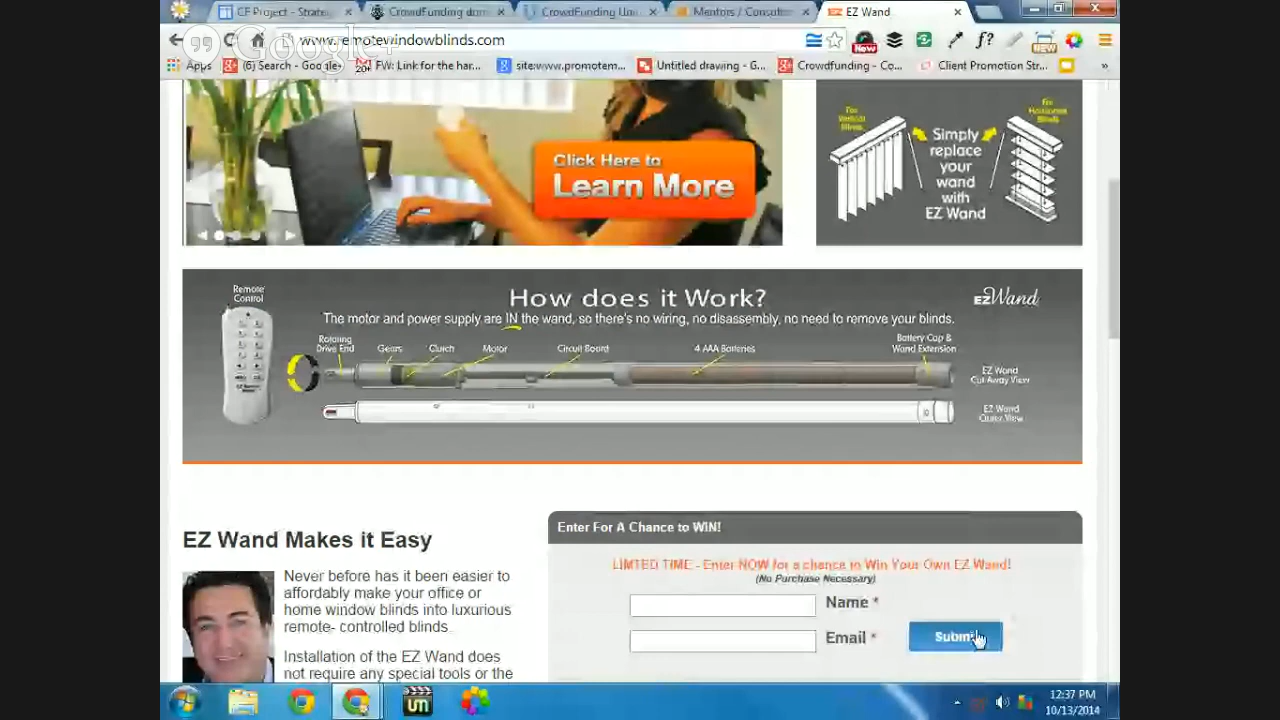 CF Project - Strate
CrowdFunding dom
CrowdFunding Un
Mentors / Consulte
EZ Wand
Google+
www.remotewindowblinds.com
New
NEW
Apps
(6) Search - Google+
FW: Link for the har...
site:www.promotem...
Untitled drawing - G...
Crowdfunding - Co...
Client Promotion Str...
»
Click Here to
Learn More
For
Vertical
Blinds
For
Horizontal
Blinds
Simply
replace
your
wand
with
EZ Wand
Remote
Control
How does it Work?
EZWand
The motor and power supply are IN the wand, so there's no wiring, no disassembly, no need to remove your blinds.
Rotating
Drive End
Gears
Clutch
Motor
Circuit Board
4 AAA Batteries
Battery Cap &
Wand Extension
EZ Wand
Cut Away View
EZ Wand
Outer View
EZ Wand Makes it Easy
Never before has it been easier to
affordably make your office or
home window blinds into luxurious
remote- controlled blinds.
Installation of the EZ Wand does
not require any special tools or the
Enter For A Chance to WIN!
LIMTED TIME - Enter NOW for a chance to Win Your Own EZ Wand!
(No Purchase Necessary)
Name *
Email *
Submit
UM
12:37 PM
10/13/2014